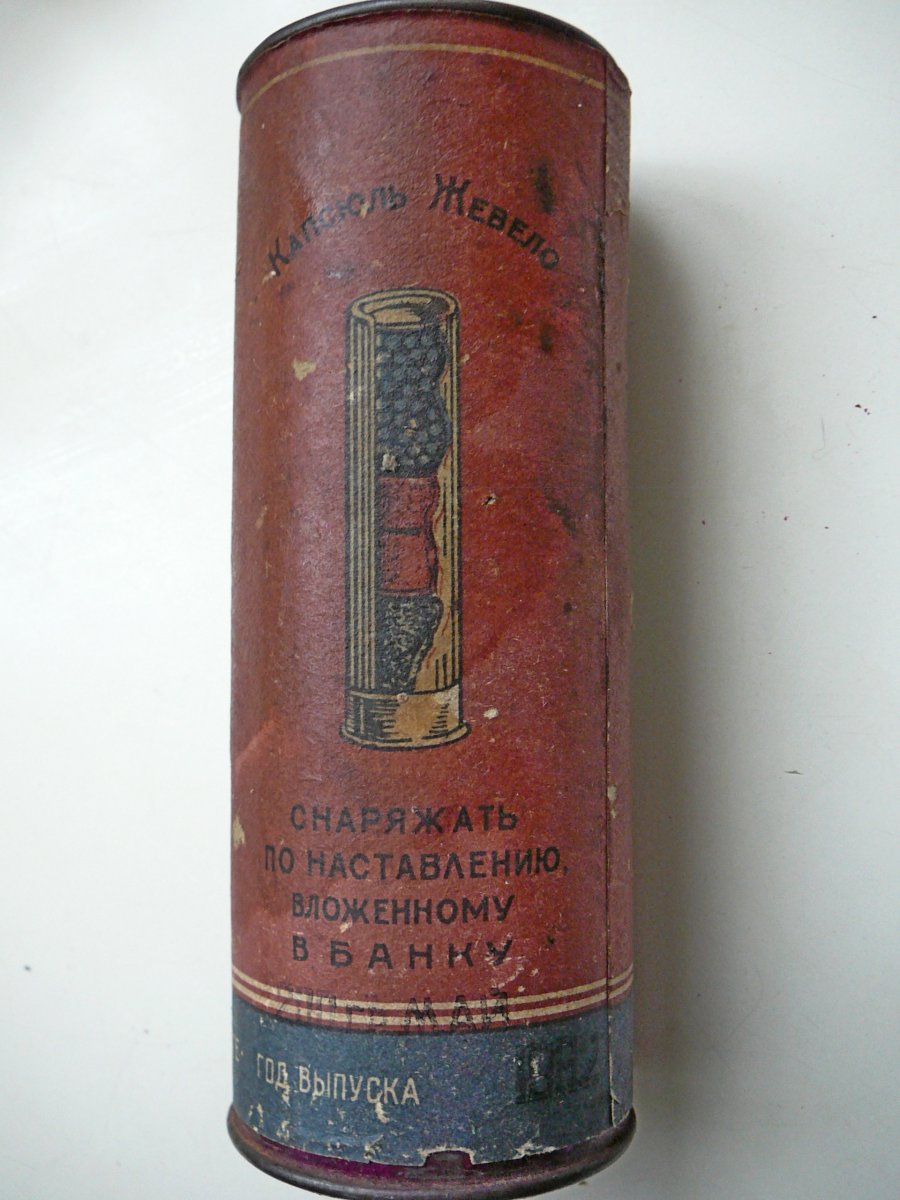 Капсюль Жевело
СНАРЯЖАТЬ
ПО НАСТАВЛЕНИЮ,
ВЛОЖЕННОМУ
В БАНКУ
МАЙ
ГОД ВЫПУСКА